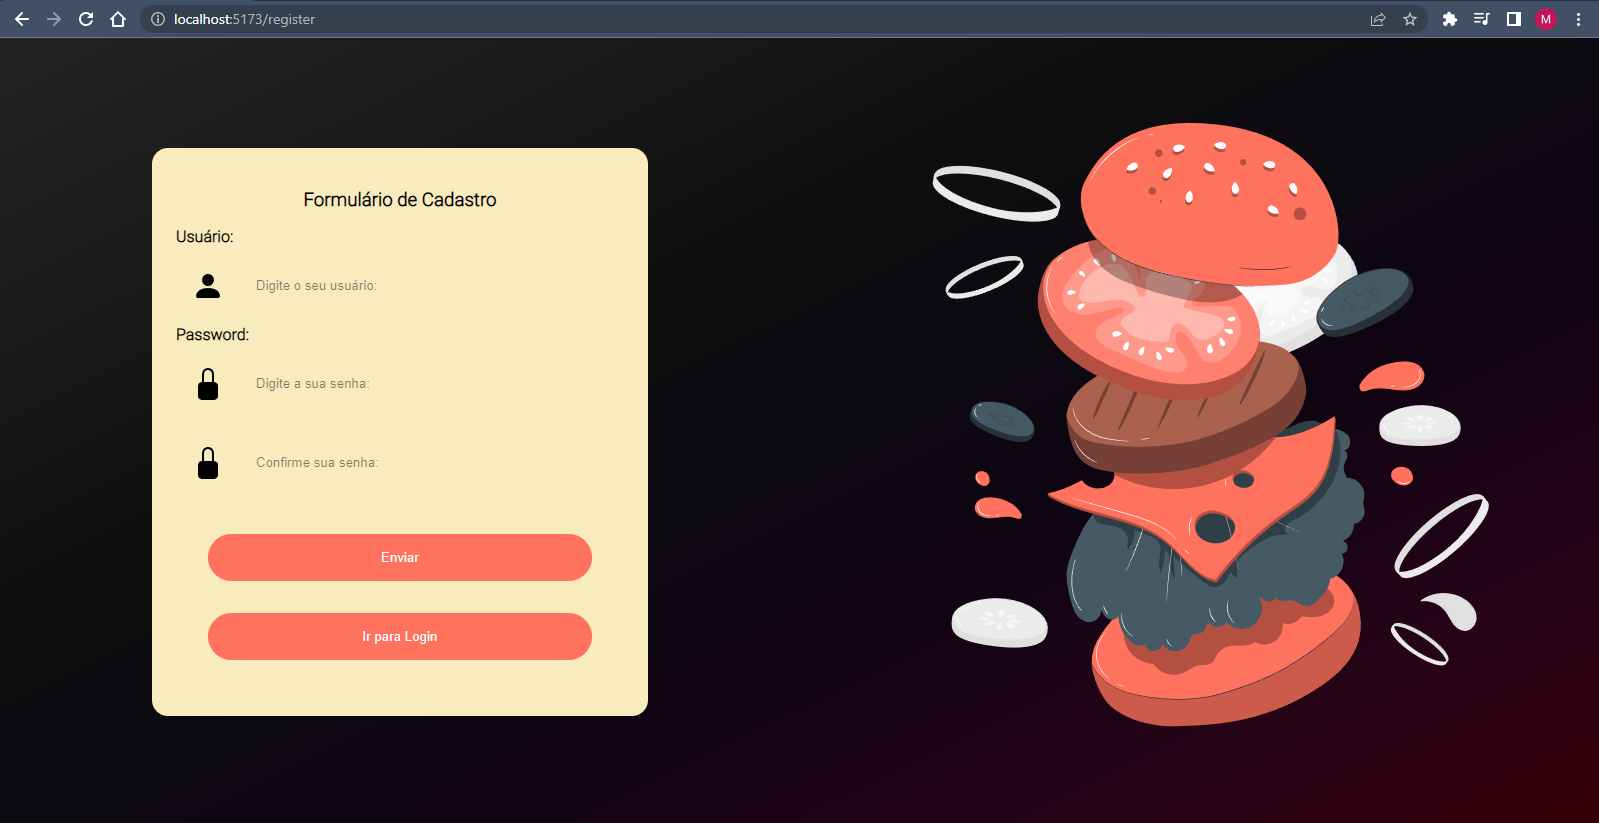 localhost:5173/register
M
Formulário de Cadastro
Usuário:
Digite o seu usuário:
Password:
Digite a sua senha:
Confirme sua senha:
Enviar
Ir para Login